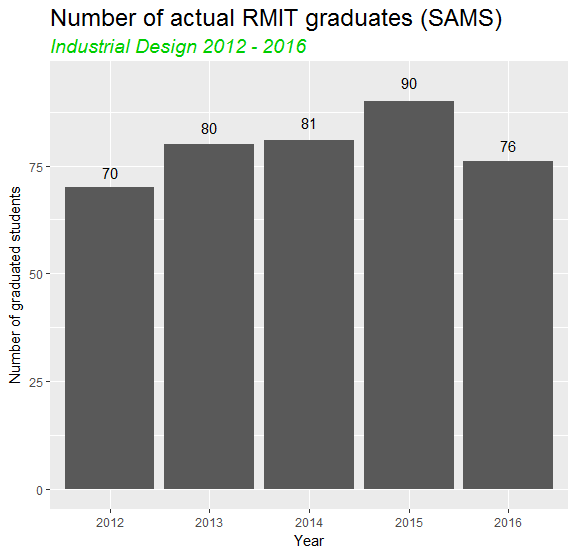 Number of actual RMIT graduates (SAMS)
Industrial Design 2012 - 2016
90
80
81
76
70
75
50
25
0
Number of graduated students
2012 2013 2014 2015 2016
Year